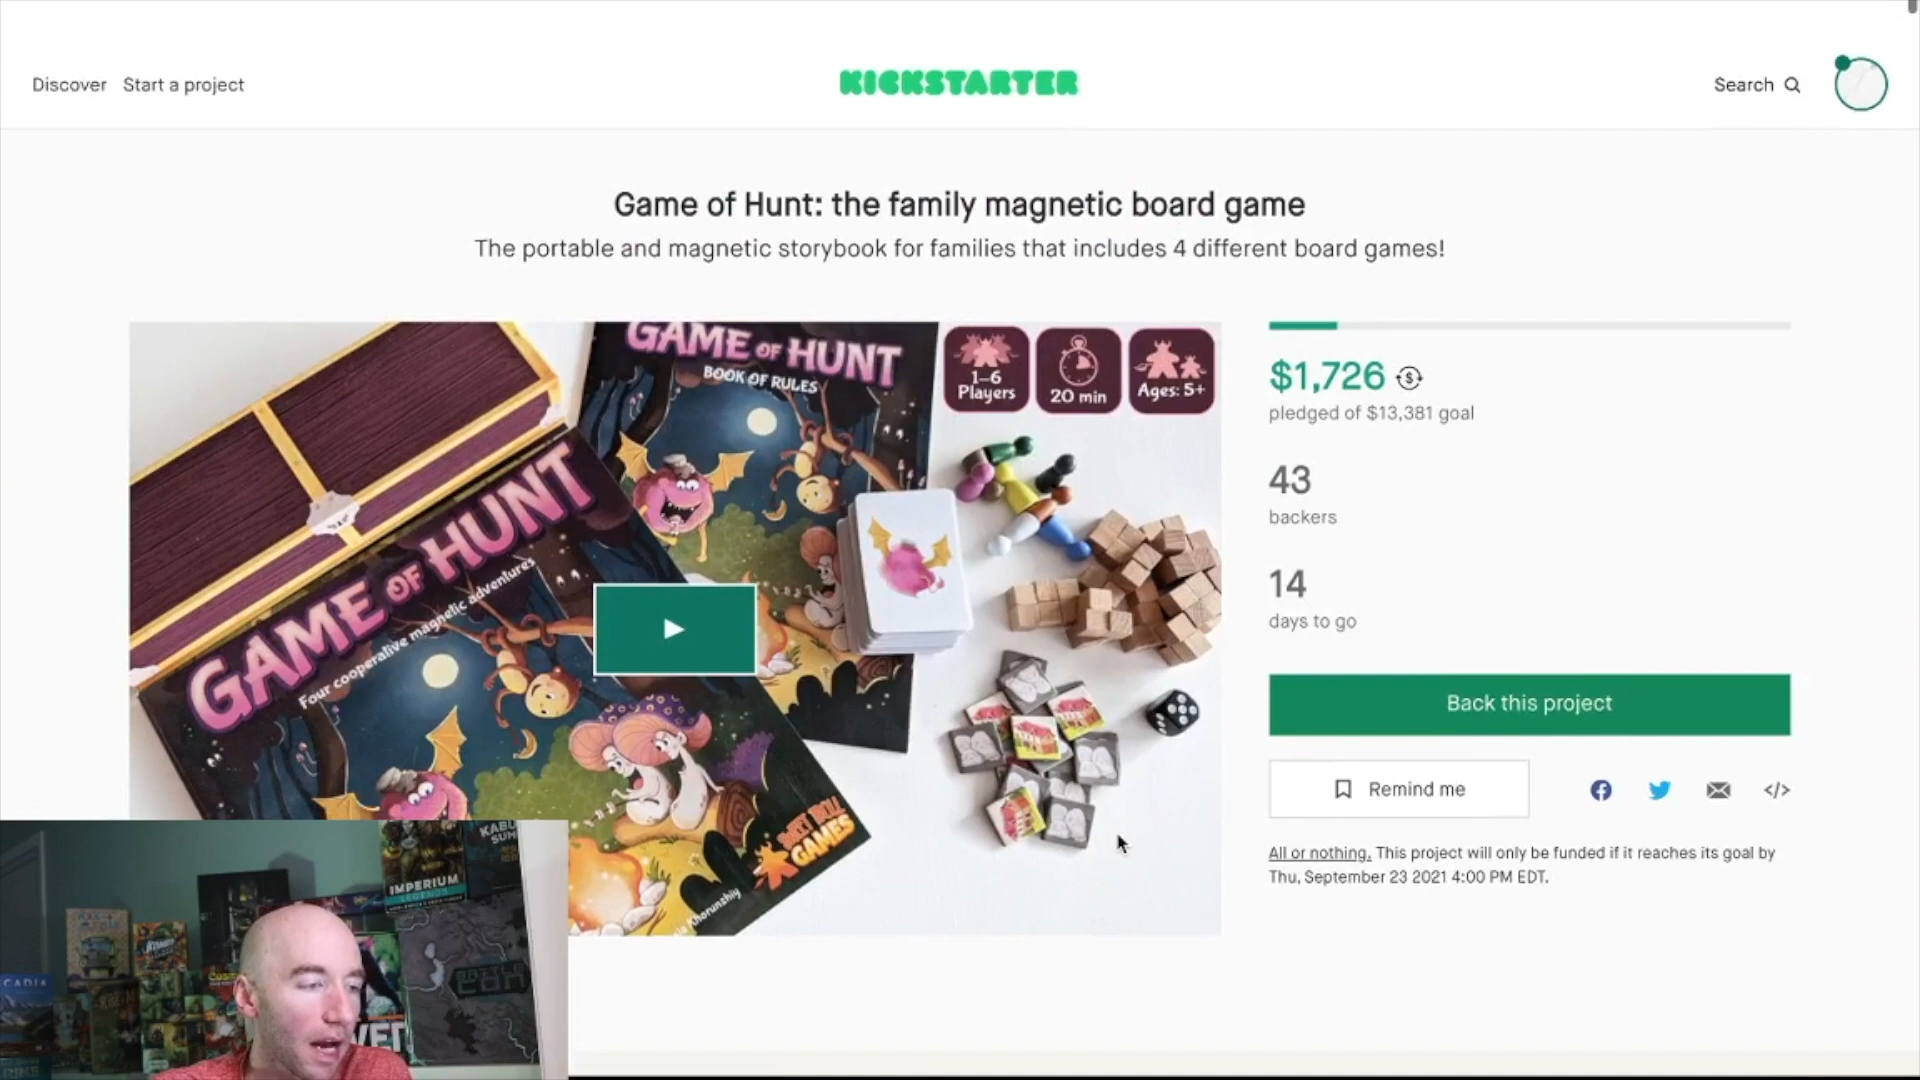 Discover
Start a project
KICKSTARTER
Search
Game of Hunt: the family magnetic board game
The portable and magnetic storybook for families that includes 4 different board games!
GAME OF HUNT
BOOK OF RULES
1–6
Players
20 min
Ages: 5+
GAME OF HUNT
Four cooperative magnetic adventures
GAMES
$1,726
pledged of $13,381 goal
43
backers
14
days to go
Back this project
Remind me
All or nothing. This project will only be funded if it reaches its goal by
Thu, September 23 2021 4:00 PM EDT.
IMPERIUM
LEGENDS